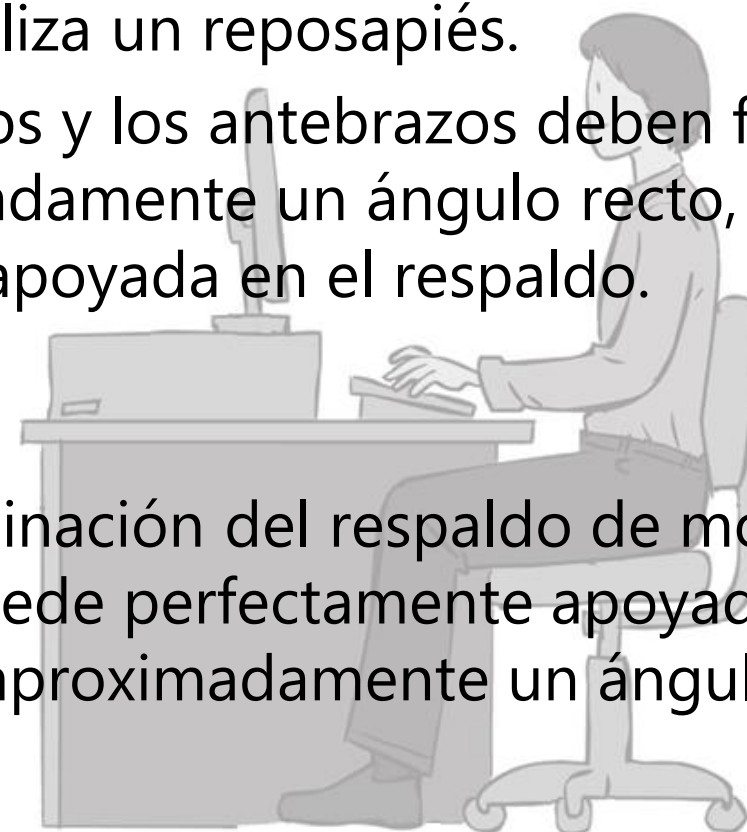 liza un reposapiés.
os y los antebrazos deben f
adamente un ángulo recto,
apoyada en el respaldo.
inación del respaldo de mo
ede perfectamente apoyad
aproximadamente un ángul